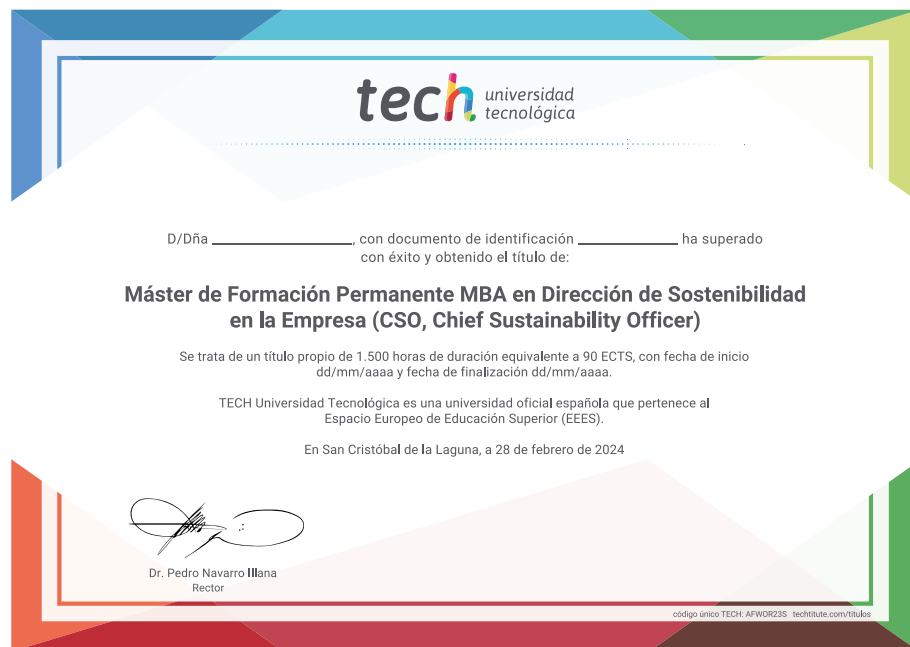 tech universidad
tecnológica
D/Dña ____________________, con documento de identificación ______________ ha superado
con éxito y obtenido el título de:
Máster de Formación Permanente MBA en Dirección de Sostenibilidad
en la Empresa (CSO, Chief Sustainability Officer)
Se trata de un título propio de 1.500 horas de duración equivalente a 90 ECTS, con fecha de inicio
dd/mm/aaaa y fecha de finalización dd/mm/aaaa.
TECH Universidad Tecnológica es una universidad oficial española que pertenece al
Espacio Europeo de Educación Superior (EEES).
En San Cristóbal de la Laguna, a 28 de febrero de 2024
Dr. Pedro Navarro Illana
Rector
código único TECH: AFWOR23S techtitute.com/titulos